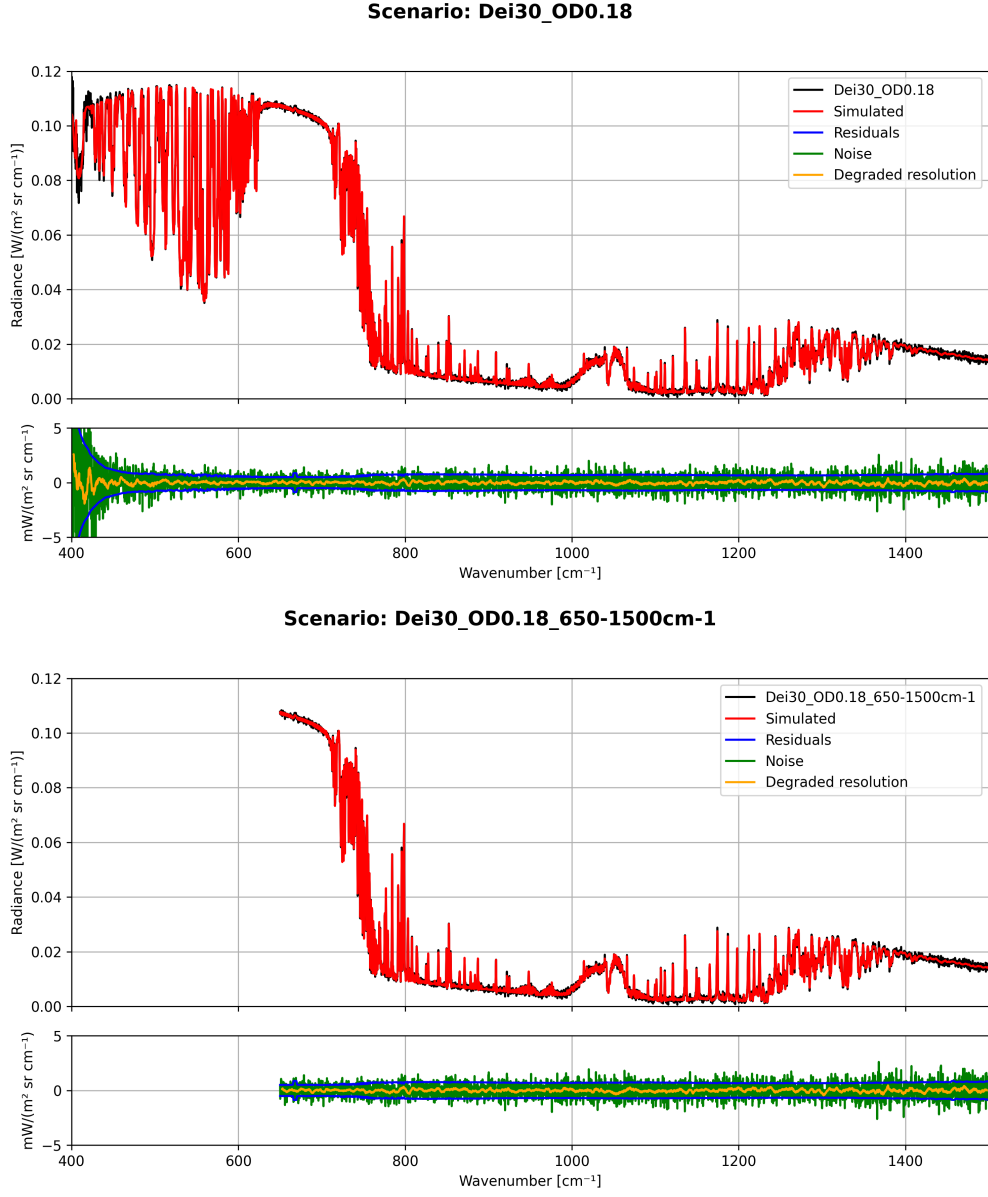 Scenario: Dei30_OD0.18
0.12
0.10
0.08
0.06
0.04
0.02
0.00
Radiance [W/(m² sr cm⁻¹)]
Dei30_OD0.18
Simulated
Residuals
Noise
Degraded resolution
5
0
−5
mW/(m² sr cm⁻¹)
400 600 800 1000 1200 1400
Wavenumber [cm⁻¹]
Scenario: Dei30_OD0.18_650-1500cm-1
0.12
0.10
0.08
0.06
0.04
0.02
0.00
Radiance [W/(m² sr cm⁻¹)]
Dei30_OD0.18_650-1500cm-1
Simulated
Residuals
Noise
Degraded resolution
5
0
−5
mW/(m² sr cm⁻¹)
400 600 800 1000 1200 1400
Wavenumber [cm⁻¹]